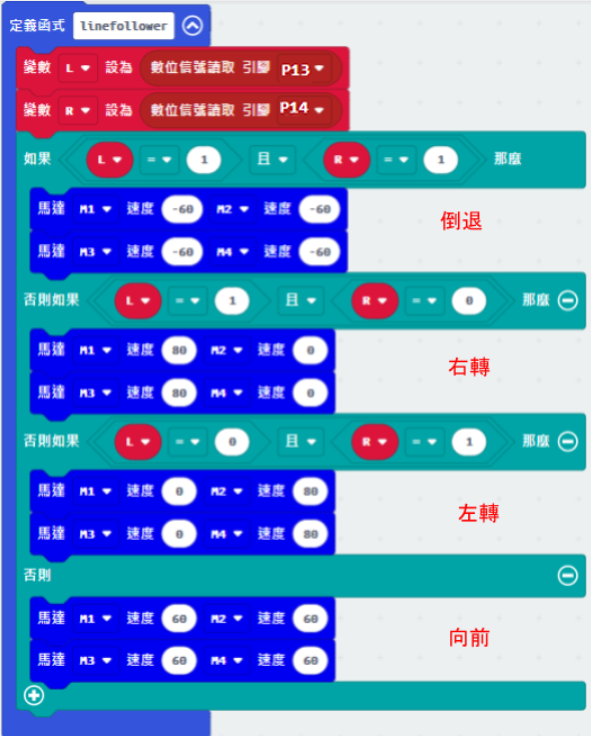 定義函式 linefollower
變數 L 設為 數位信號讀取 引腳 P13
變數 R 設為 數位信號讀取 引腳 P14
如果 L = 1 且 R = 1 那麼
馬達 M1 速度 -60 M2 速度 -60
倒退
馬達 M3 速度 -60 M4 速度 -60
否則如果 L = 1 且 R = 0 那麼
馬達 M1 速度 80 M2 速度 0
右轉
馬達 M3 速度 80 M4 速度 0
否則如果 L = 0 且 R = 1 那麼
馬達 M1 速度 0 M2 速度 80
左轉
馬達 M3 速度 0 M4 速度 80
否則
馬達 M1 速度 60 M2 速度 60
向前
馬達 M3 速度 60 M4 速度 60